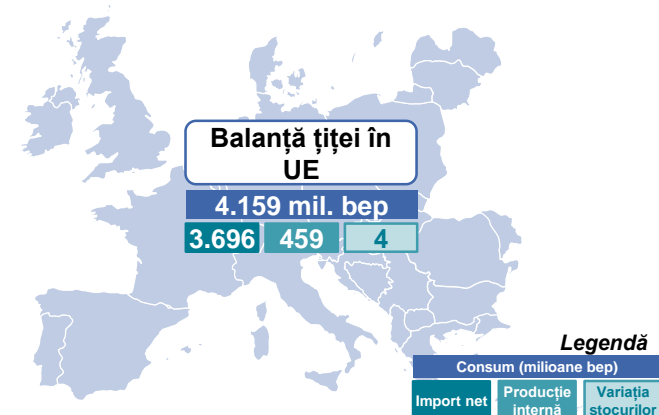 Balanță țiței în
UE
4.159 mil. bep
3.696 459 4
Legendă
Consum (milioane bep)
Import net
Producție
internă
Variația
stocurilor